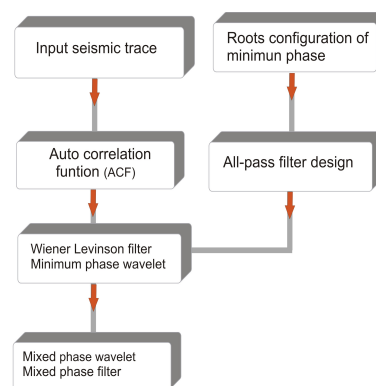 Input seismic trace
Roots configuration of
minimun phase
Auto correlation
funtion (ACF)
All-pass filter design
Wiener Levinson filter
Minimum phase wavelet
Mixed phase wavelet
Mixed phase filter